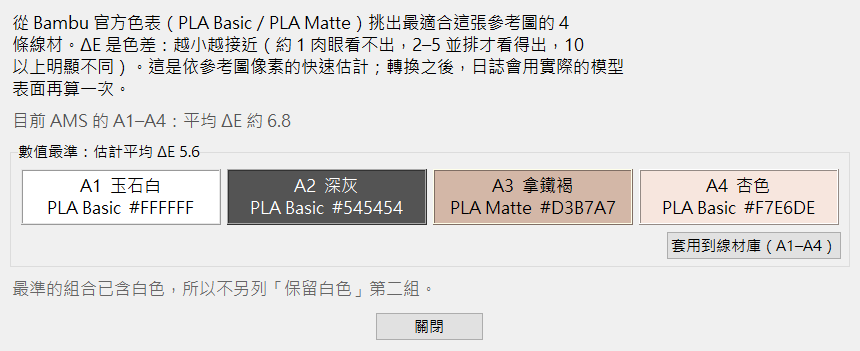 從 Bambu 官方色表（PLA Basic / PLA Matte）挑出最適合這張參考圖的 4
條線材。ΔE 是色差：越小越接近（約 1 肉眼看不出，2–5 並排才看得出，10
以上明顯不同）。這是依參考圖像素的快速估計；轉換之後，日誌會用實際的模型
表面再算一次。
目前 AMS 的 A1–A4：平均 ΔE 約 6.8
數值最準：估計平均 ΔE 5.6
A1 玉石白
PLA Basic #FFFFFF
A2 深灰
PLA Basic #545454
A3 拿鐵褐
PLA Matte #D3B7A7
A4 杏色
PLA Basic #F7E6DE
套用到線材庫（A1–A4）
最準的組合已含白色，所以不另列「保留白色」第二組。
關閉